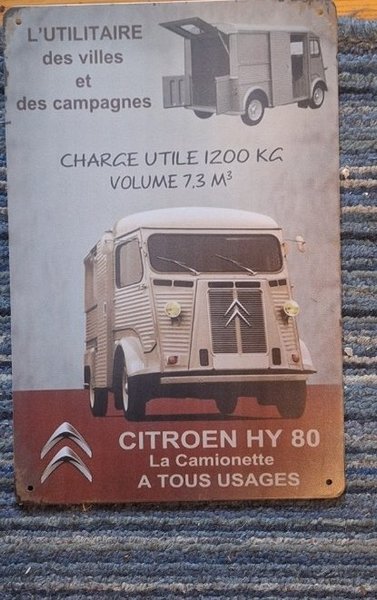 L'UTILITAIRE
des villes
et
des campagnes
CHARGE UTILE 1200 KG
VOLUME 7.3 M³
CITROEN HY 80
La Camionette
A TOUS USAGES